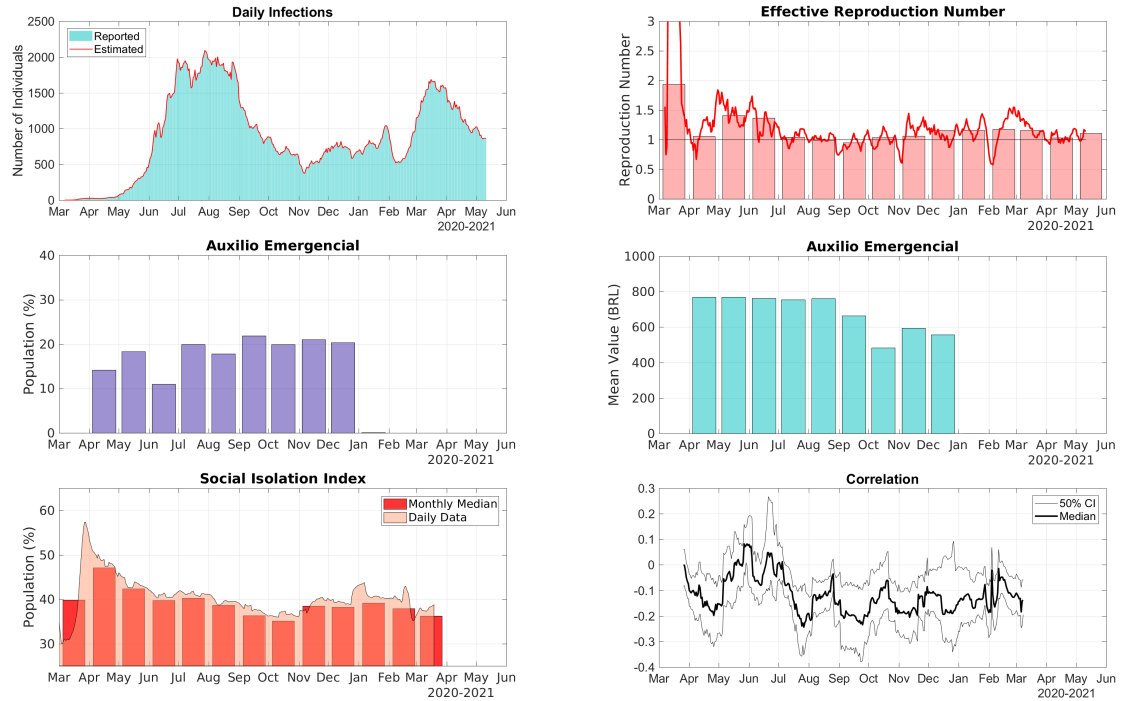 Daily Infections
Number of Individuals
2500
2000
1500
1000
500
0
Reported
Estimated
Mar Apr May Jun Jul Aug Sep Oct Nov Dec Jan Feb Mar Apr May Jun
2020-2021
Effective Reproduction Number
Reproduction Number
3
2.5
2
1.5
1
0.5
0
Mar Apr May Jun Jul Aug Sep Oct Nov Dec Jan Feb Mar Apr May Jun
2020-2021
Auxilio Emergencial
Population (%)
40
30
20
10
0
Mar Apr May Jun Jul Aug Sep Oct Nov Dec Jan Feb Mar Apr May Jun
2020-2021
Auxilio Emergencial
Mean Value (BRL)
1000
800
600
400
200
0
Mar Apr May Jun Jul Aug Sep Oct Nov Dec Jan Feb Mar Apr May Jun
2020-2021
Social Isolation Index
Population (%)
60
50
40
30
Monthly Median
Daily Data
Mar Apr May Jun Jul Aug Sep Oct Nov Dec Jan Feb Mar Apr May Jun
2020-2021
Correlation
0.3
0.2
0.1
0
-0.1
-0.2
-0.3
-0.4
50% CI
Median
Mar Apr May Jun Jul Aug Sep Oct Nov Dec Jan Feb Mar Apr May Jun
2020-2021